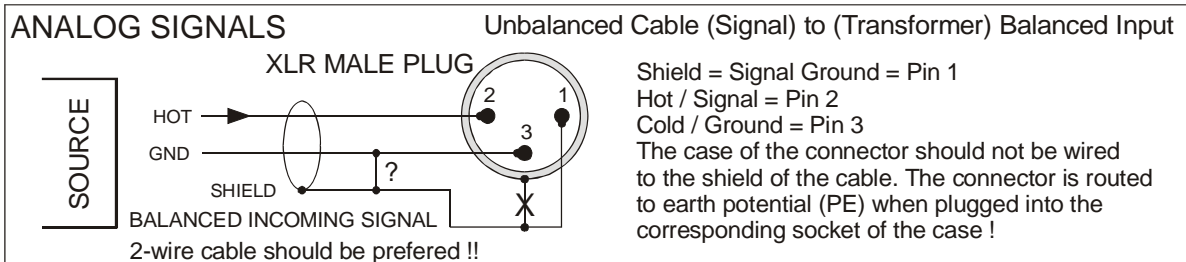 ANALOG SIGNALS
Unbalanced Cable (Signal) to (Transformer) Balanced Input
XLR MALE PLUG
SOURCE
HOT
GND
SHIELD
?
2
1
3
X
BALANCED INCOMING SIGNAL
2-wire cable should be prefered !!
Shield = Signal Ground = Pin 1
Hot / Signal = Pin 2
Cold / Ground = Pin 3
The case of the connector should not be wired
to the shield of the cable. The connector is routed
to earth potential (PE) when plugged into the
corresponding socket of the case !